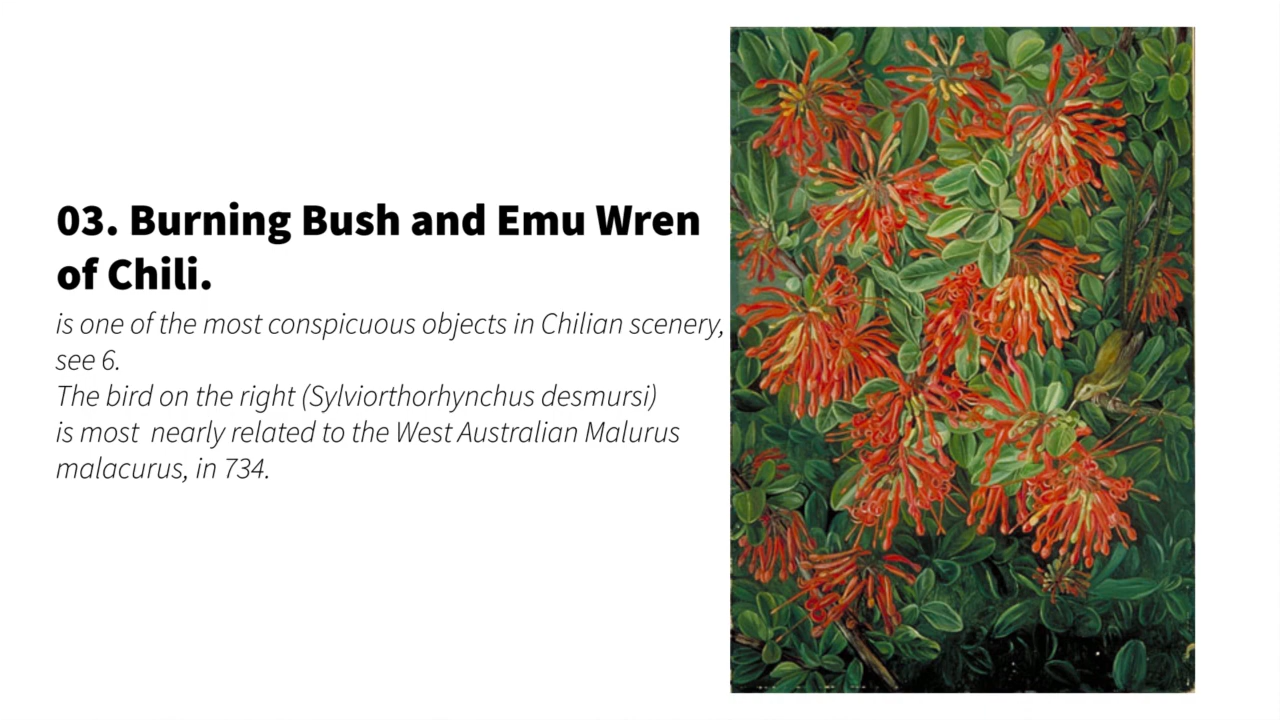 03. Burning Bush and Emu Wren
of Chili.
is one of the most conspicuous objects in Chilian scenery,
see 6.
The bird on the right (Sylviorthorhynchus desmursi)
is most  nearly related to the West Australian Malurus
malacurus, in 734.